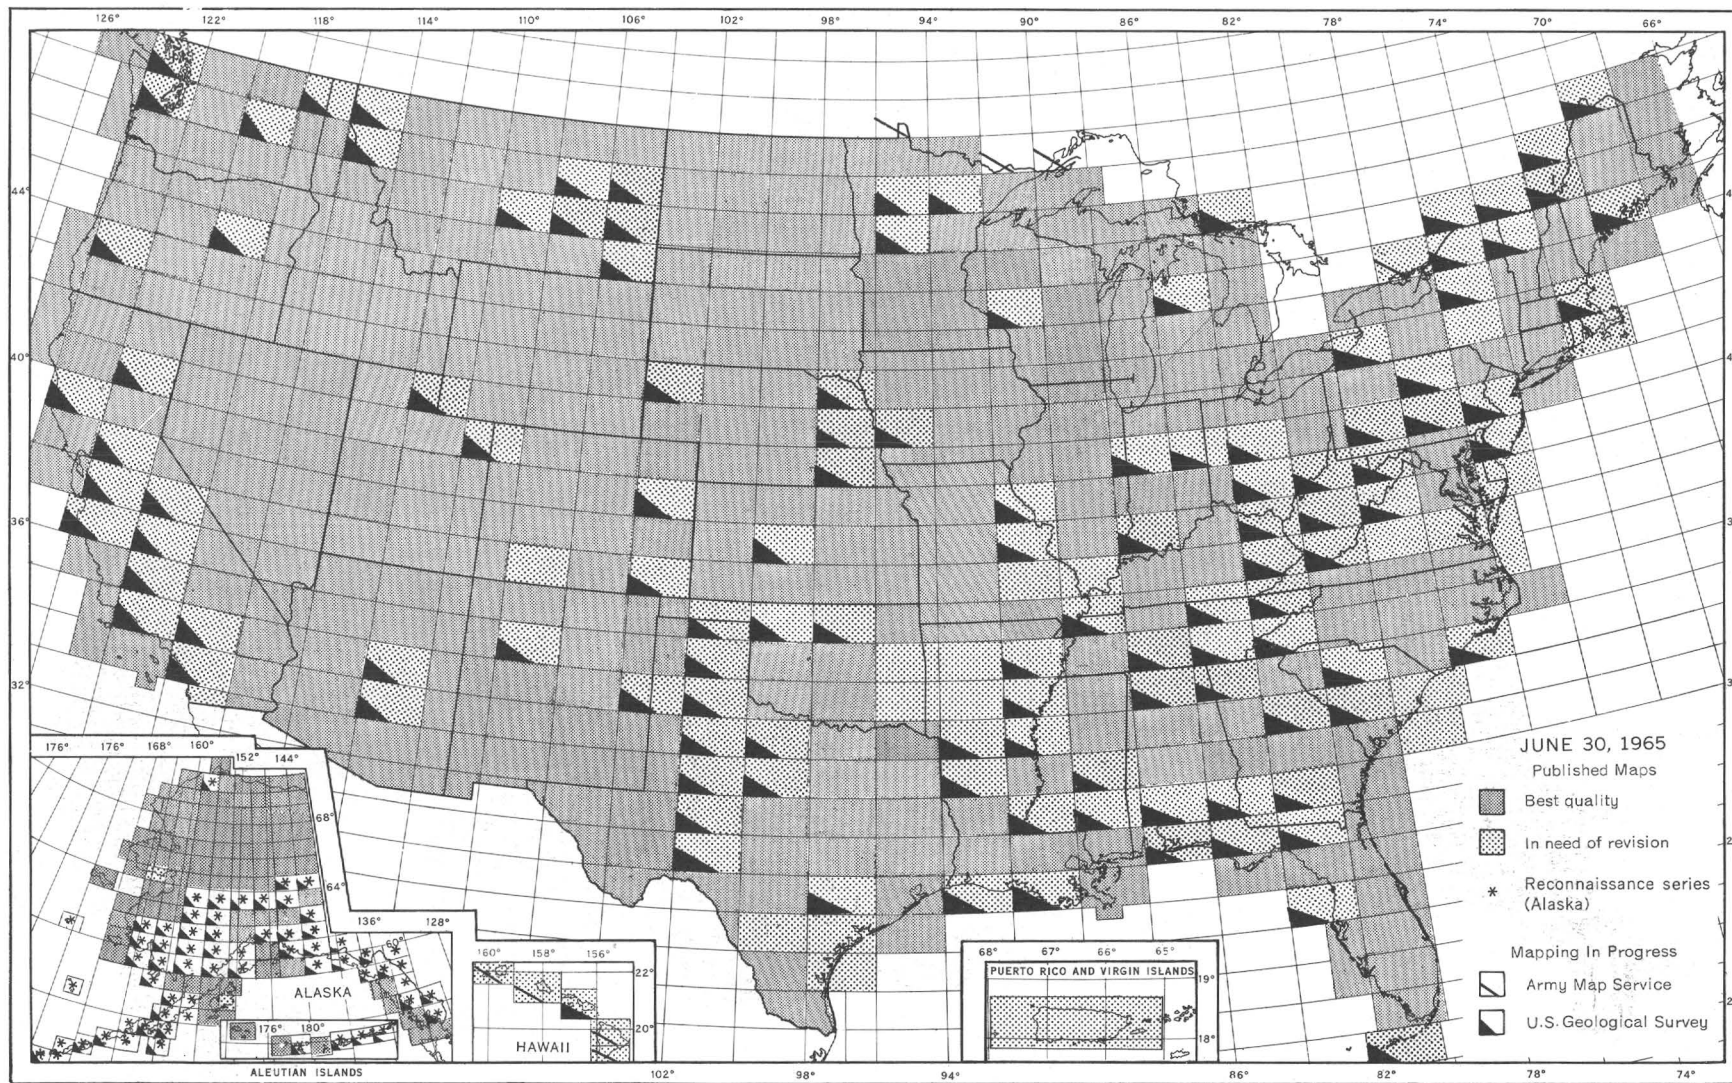 126° 122° 118° 114° 110° 106° 102° 98° 94° 90° 86° 82° 78° 74° 70° 66°
44°
40°
36°
32°
JUNE 30, 1965
Published Maps
Best quality
In need of revision
Reconnaissance series
(Alaska)
Mapping In Progress
Army Map Service
U.S. Geological Survey
176° 176° 168° 160° 152° 144°
68°
64°
136° 128°
60°
ALASKA
176° 180°
ALEUTIAN ISLANDS
160° 158° 156°
22°
20°
HAWAII
68° 67° 66° 65°
PUERTO RICO AND VIRGIN ISLANDS
19°
18°
102° 98° 94° 90° 86° 82° 78° 74°